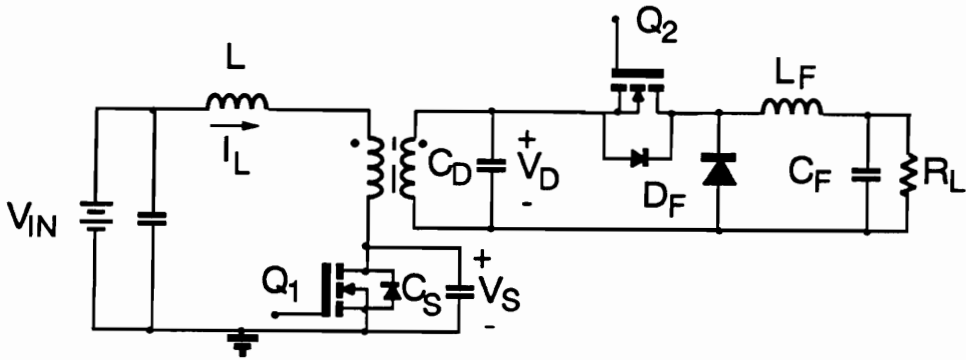 Q2
L
LF
IL
CD
+
VD
-
DF
CF
RL
VIN
Q1
CS
+
VS
-